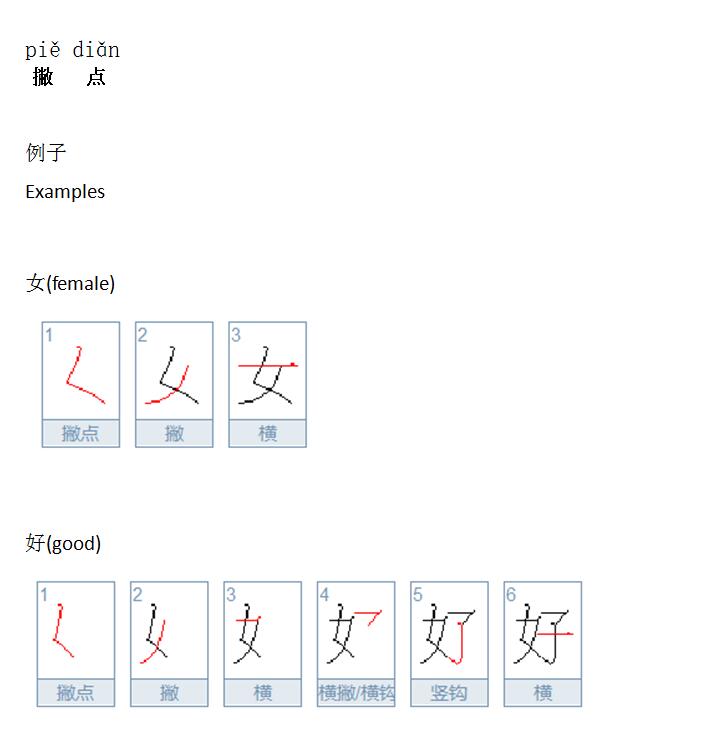 piě diǎn
撇 点
例子
Examples
女(female)
1 2 3
撇点 撇 横
好(good)
1 2 3 4 5 6
撇点 撇 横 横撇/横钩 竖钩 横